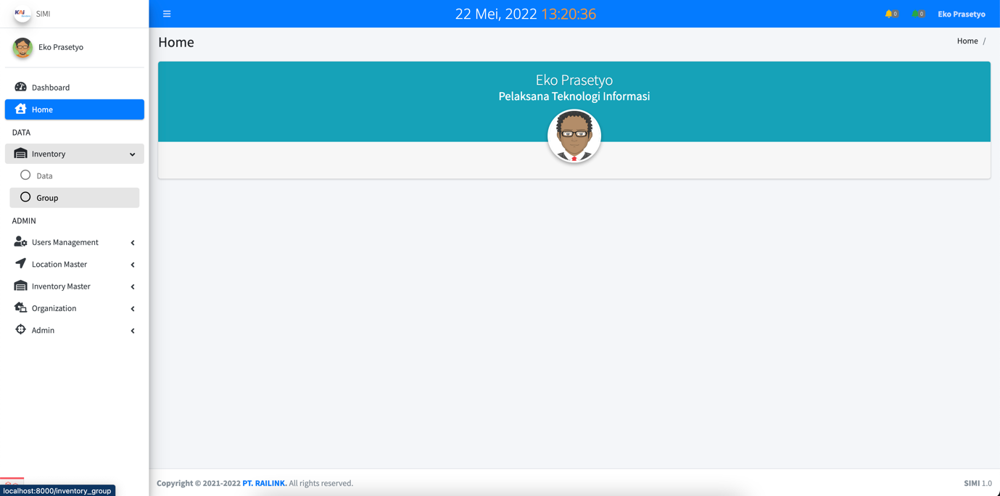 KAI
SIMI
22 Mei, 2022 13:20:36
0
0
Eko Prasetyo
Eko Prasetyo
Home
Home /
Dashboard
Home
DATA
Inventory
Data
Group
ADMIN
Users Management
Location Master
Inventory Master
Organization
Admin
Eko Prasetyo
Pelaksana Teknologi Informasi
Copyright © 2021-2022 PT. RAILINK. All rights reserved.
SIMI 1.0
localhost:8000/inventory_group